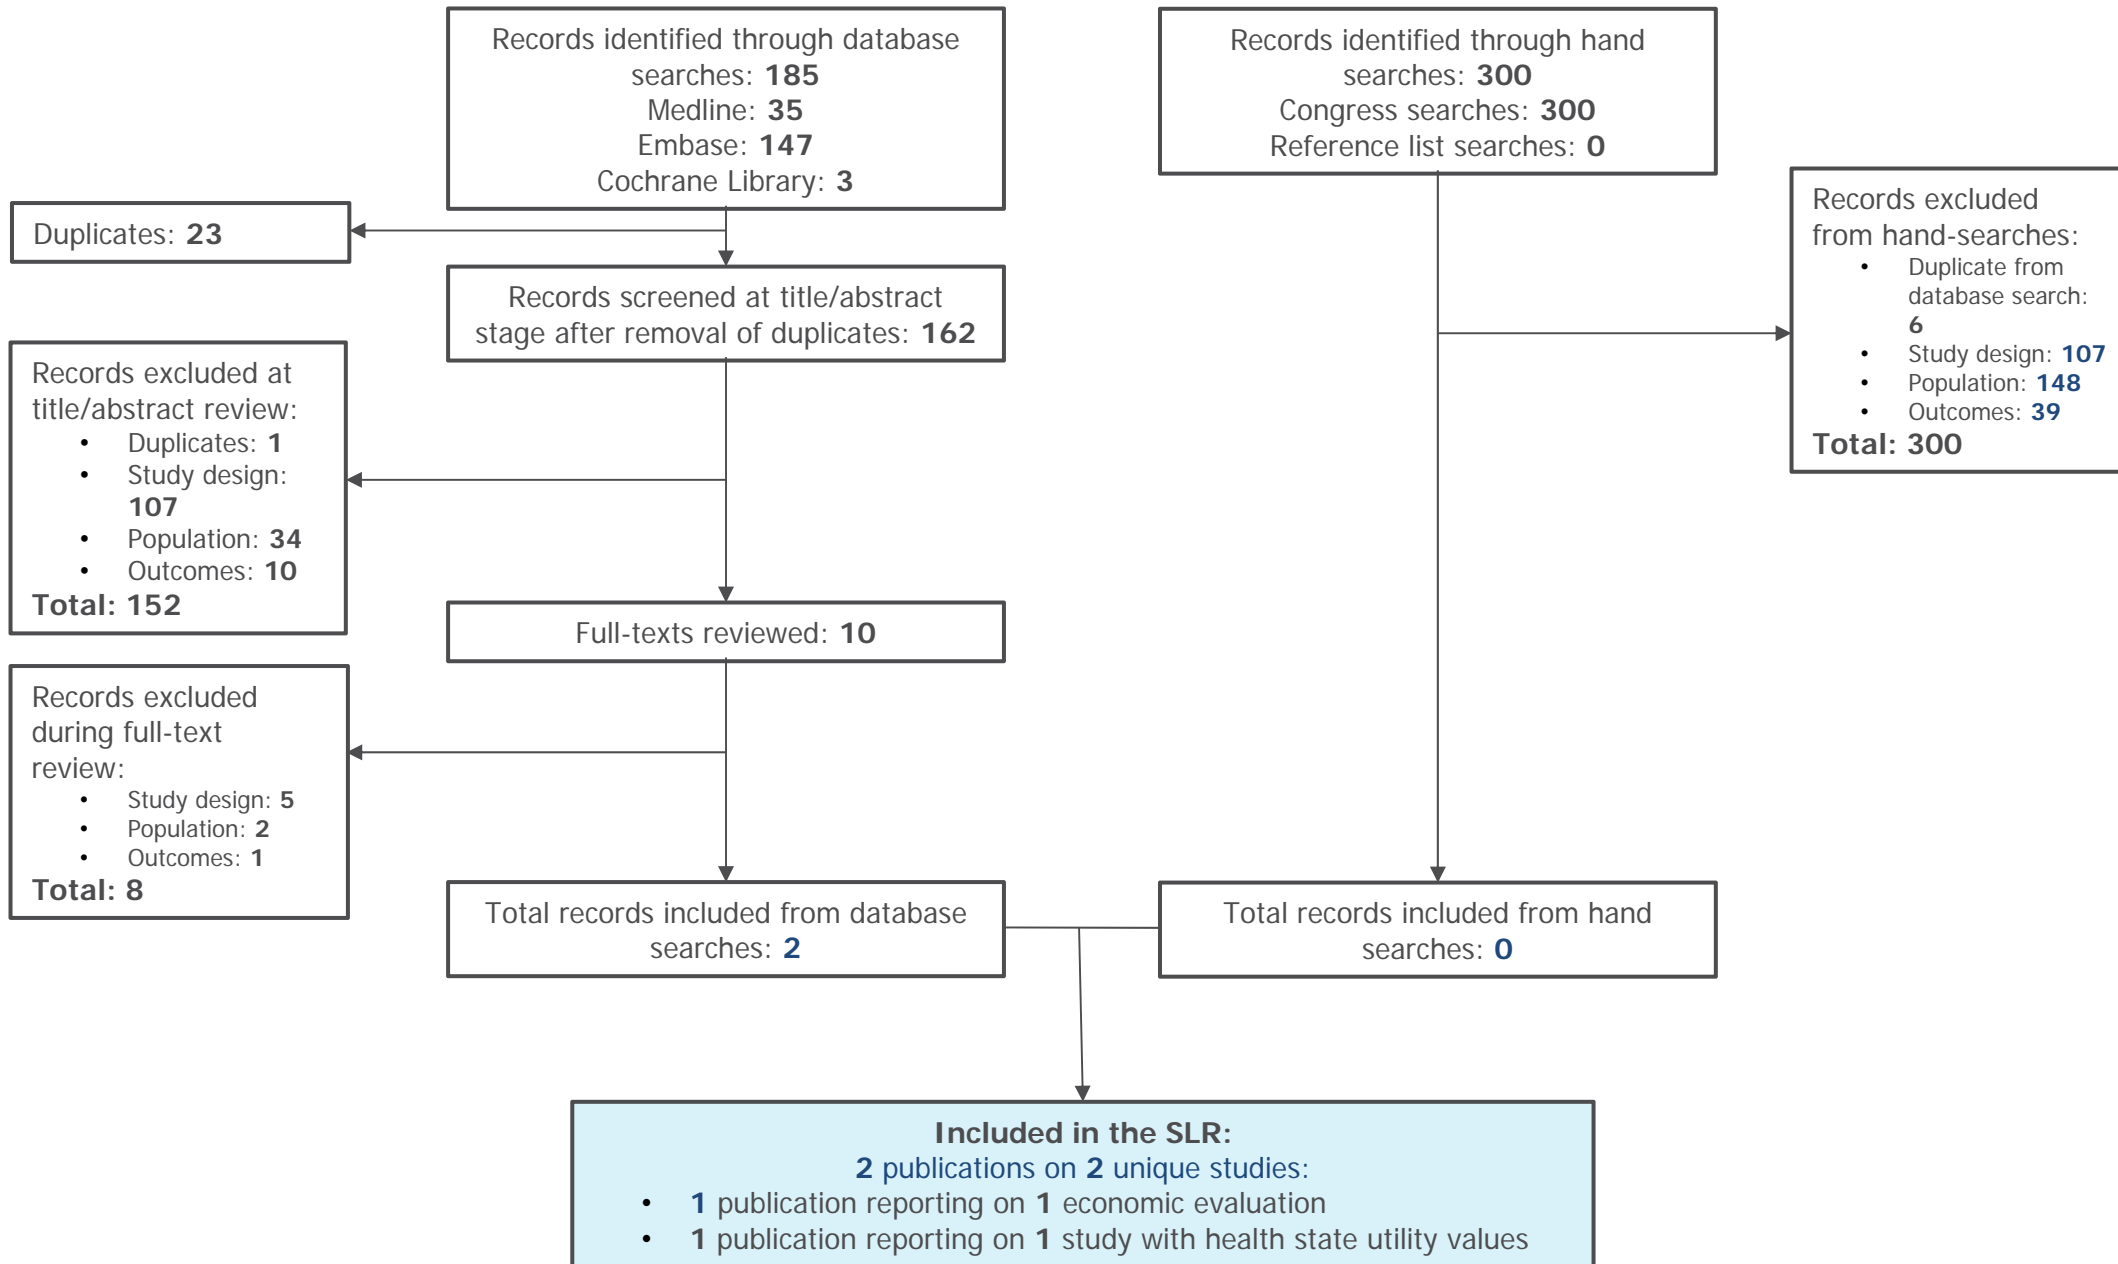 Records identified through database
searches: 185
Medline: 35
Embase: 147
Cochrane Library: 3
Records identified through hand
searches: 300
Congress searches: 300
Reference list searches: 0
Duplicates: 23
Records excluded
from hand-searches:
• Duplicate from
database search:
6
• Study design: 107
• Population: 148
• Outcomes: 39
Total: 300
Records screened at title/abstract
stage after removal of duplicates: 162
Records excluded at
title/abstract review:
• Duplicates: 1
• Study design:
107
• Population: 34
• Outcomes: 10
Total: 152
Full-texts reviewed: 10
Records excluded
during full-text
review:
• Study design: 5
• Population: 2
• Outcomes: 1
Total: 8
Total records included from database
searches: 2
Total records included from hand
searches: 0
Included in the SLR:
2 publications on 2 unique studies:
• 1 publication reporting on 1 economic evaluation
• 1 publication reporting on 1 study with health state utility values